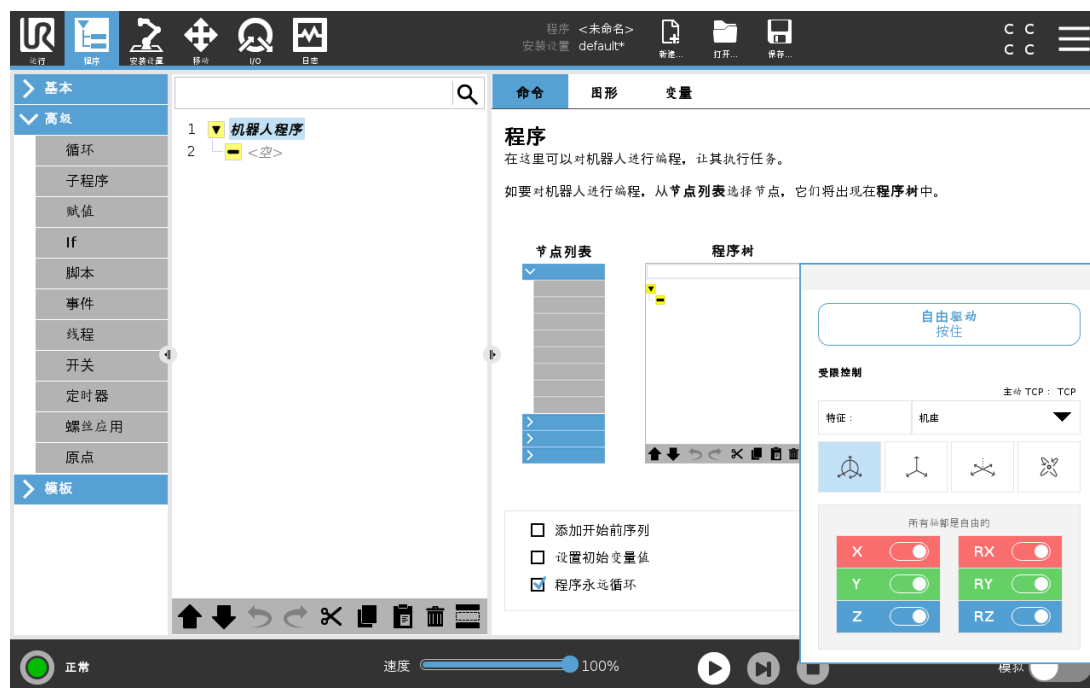 UR
程序 <未命名>
安装设置 default*
C C
C C
运行 程序 安装设置 移动 I/O 日志 新建... 打开... 保存...
基本
高级
循环
子程序
赋值
If
脚本
事件
线程
开关
定时器
螺丝应用
原点
模板
1 机器人程序
2 <空>
命令 图形 变量
程序
在这里可以对机器人进行编程，让其执行任务。
如要对机器人进行编程，从节点列表选择节点，它们将出现在程序树中。
节点列表 程序树
添加开始前序列
设置初始变量值
程序永远循环
自由驱动
按住
受限控制
主动 TCP： TCP
特征： 机座
所有轴都是自由的
X RX
Y RY
Z RZ
正常 速度 100% 模拟